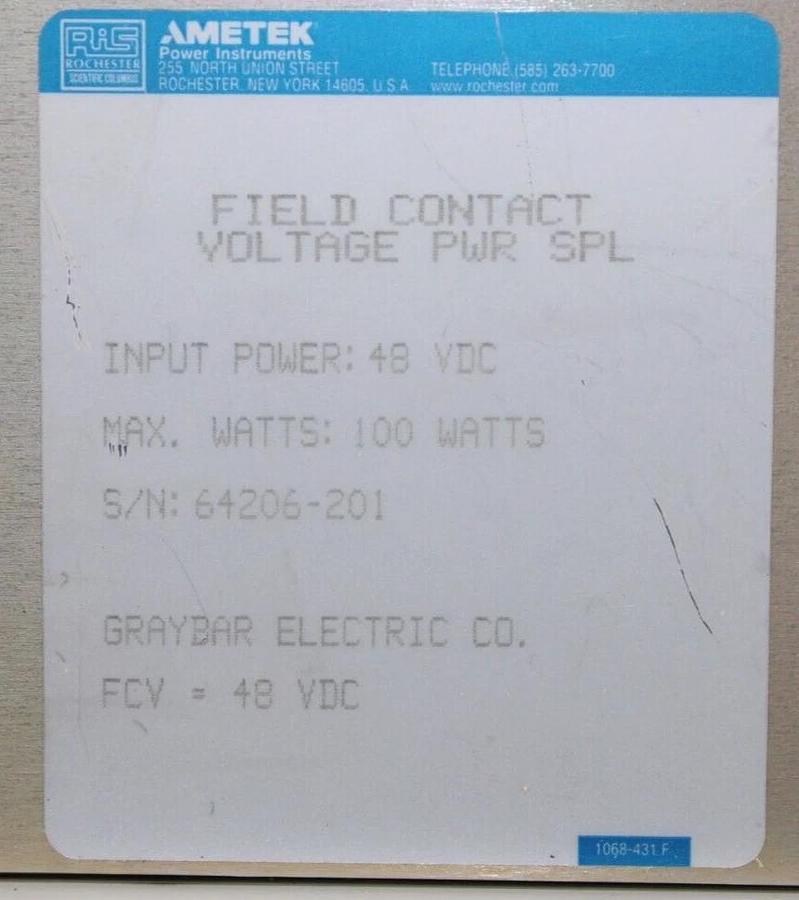 RiS
ROCHESTER
SCIENTIFIC COLUMBUS
AMETEK
Power Instruments
255 NORTH UNION STREET
ROCHESTER, NEW YORK 14605, U.S.A.
TELEPHONE (585) 263-7700
www.rochester.com
FIELD CONTACT
VOLTAGE PWR SPL
INPUT POWER: 48 VDC
MAX. WATTS: 100 WATTS
S/N: 64206-201
GRAYBAR ELECTRIC CO.
FCV = 48 VDC
1068-431 F